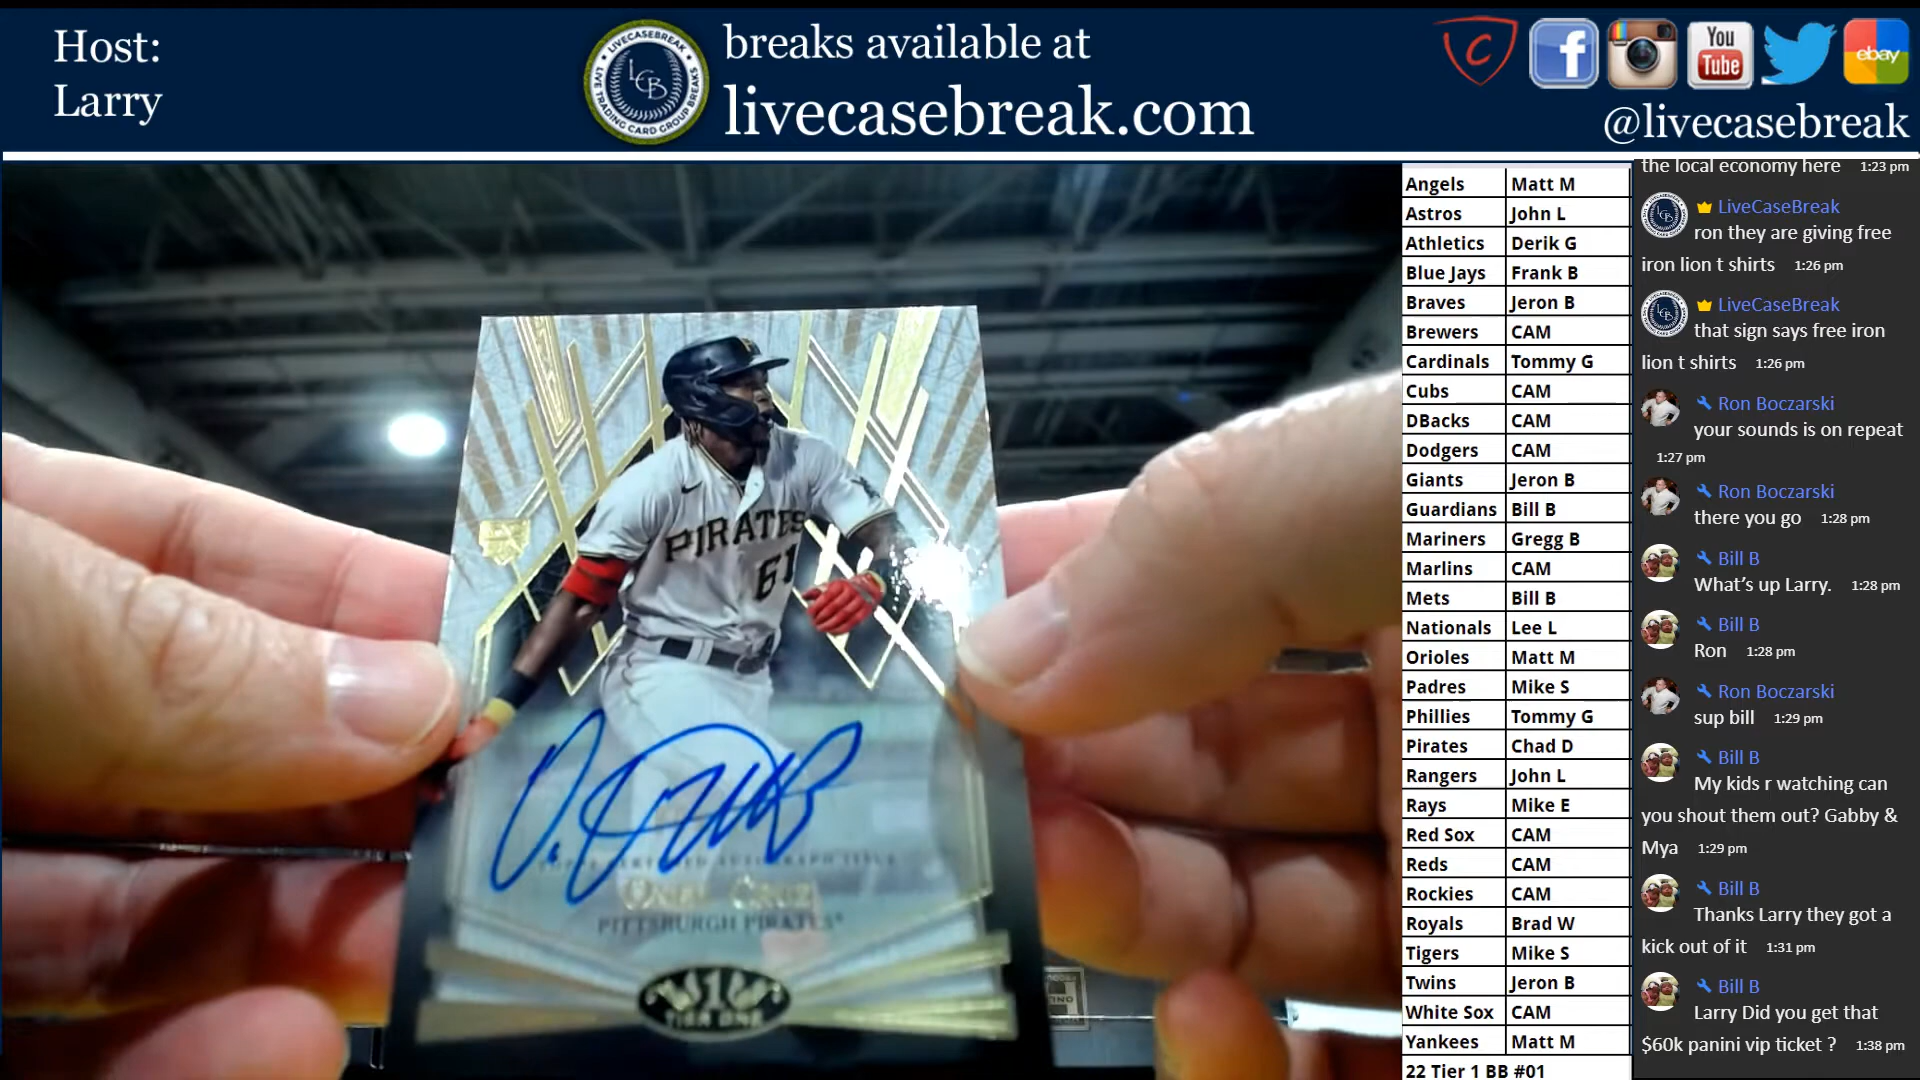 Host:
Larry
LIVECASEBREAK
LCB
LIVE TRADING CARD GROUP BREAKS
breaks available at
livecasebreak.com
C
f
You
Tube
ebay
@livecasebreak
PIRATES
61
TOPPS CERTIFIED AUTOGRAPH ISSUE
Oneil Cruz
PITTSBURGH PIRATES
1
TIER ONE
Angels Matt M
Astros John L
Athletics Derik G
Blue Jays Frank B
Braves Jeron B
Brewers CAM
Cardinals Tommy G
Cubs CAM
DBacks CAM
Dodgers CAM
Giants Jeron B
Guardians Bill B
Mariners Gregg B
Marlins CAM
Mets Bill B
Nationals Lee L
Orioles Matt M
Padres Mike S
Phillies Tommy G
Pirates Chad D
Rangers John L
Rays Mike E
Red Sox CAM
Reds CAM
Rockies CAM
Royals Brad W
Tigers Mike S
Twins Jeron B
White Sox CAM
Yankees Matt M
22 Tier 1 BB #01
the local economy here 1:23 pm
LiveCaseBreak
ron they are giving free
iron lion t shirts 1:26 pm
LiveCaseBreak
that sign says free iron
lion t shirts 1:26 pm
Ron Boczarski
your sounds is on repeat
1:27 pm
Ron Boczarski
there you go 1:28 pm
Bill B
What's up Larry. 1:28 pm
Bill B
Ron 1:28 pm
Ron Boczarski
sup bill 1:29 pm
Bill B
My kids r watching can
you shout them out? Gabby &
Mya 1:29 pm
Bill B
Thanks Larry they got a
kick out of it 1:31 pm
Bill B
Larry Did you get that
$60k panini vip ticket ? 1:38 pm